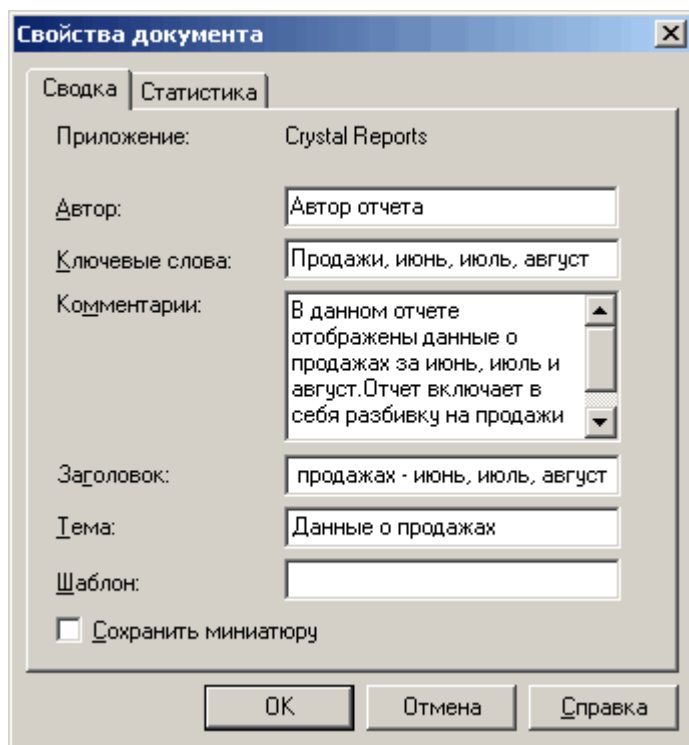 Свойства документа
Сводка Статистика
Приложение: Crystal Reports
Автор: Автор отчета
Ключевые слова: Продажи, июнь, июль, август
Комментарии: В данном отчете
отображены данные о
продажах за июнь, июль и
август.Отчет включает в
себя разбивку на продажи
Заголовок: продажах - июнь, июль, август
Тема: Данные о продажах
Шаблон:
Сохранить миниатюру
OK Отмена Справка